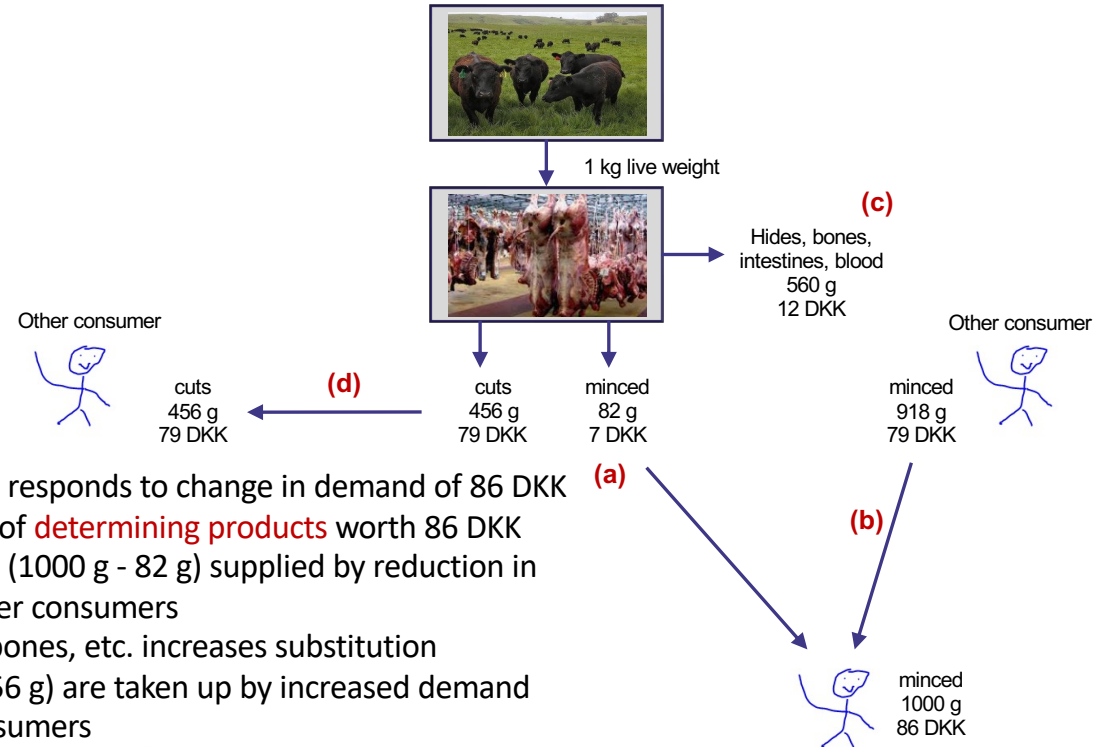 1 kg live weight
(c)
Hides, bones,
intestines, blood
560 g
12 DKK
Other consumer
Other consumer
cuts
456 g
79 DKK
(d)
cuts
456 g
79 DKK
minced
82 g
7 DKK
minced
918 g
79 DKK
(a)
responds to change in demand of 86 DKK
of determining products worth 86 DKK
(b)
(1000 g - 82 g) supplied by reduction in
er consumers
ones, etc. increases substitution
6 g) are taken up by increased demand
sumers
minced
1000 g
86 DKK